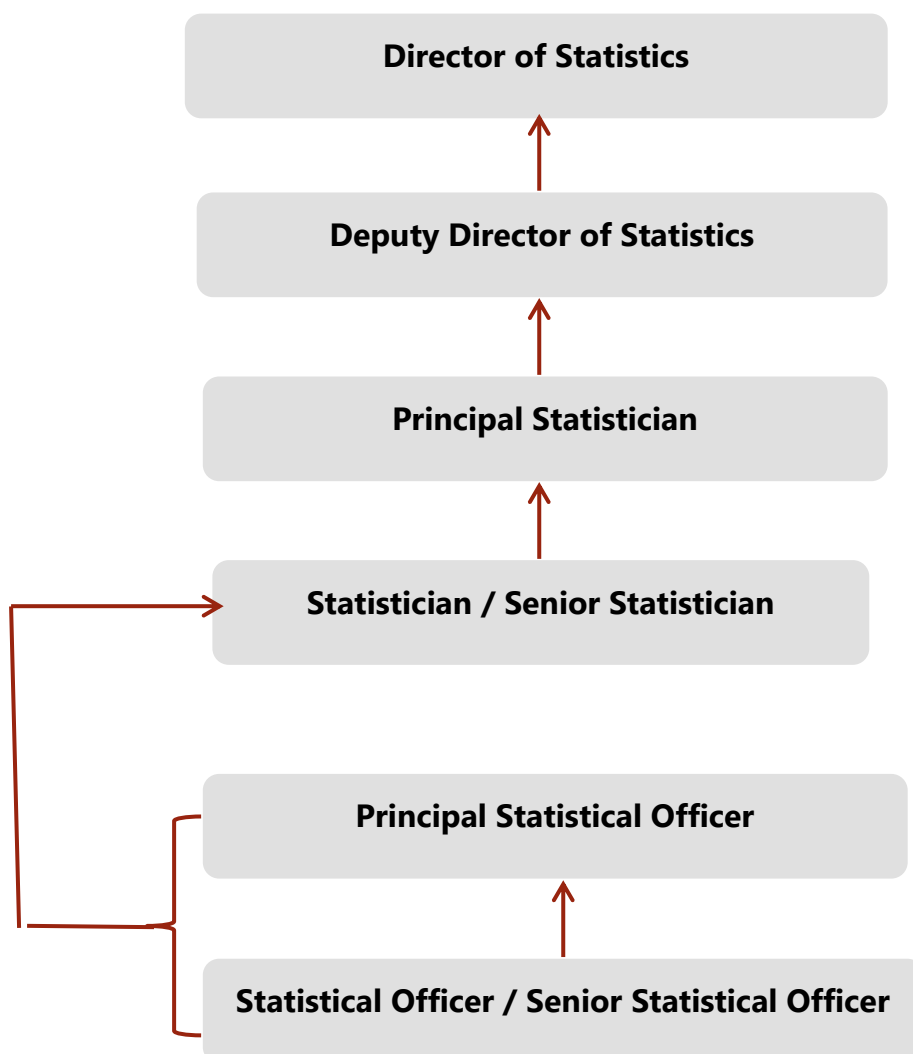 Director of Statistics
Deputy Director of Statistics
Principal Statistician
Statistician / Senior Statistician
Principal Statistical Officer
Statistical Officer / Senior Statistical Officer